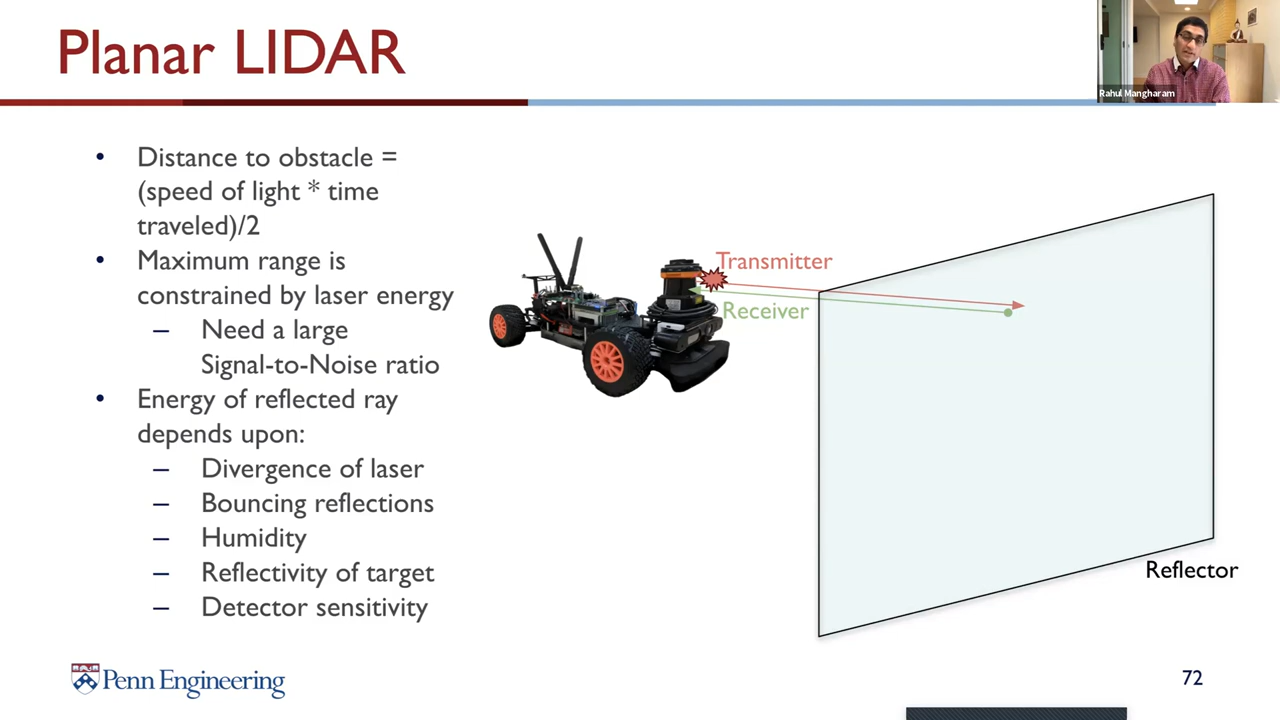 Planar LIDAR
Rahul Mangharam
• Distance to obstacle =
(speed of light * time
traveled)/2
• Maximum range is
constrained by laser energy
– Need a large
Signal-to-Noise ratio
• Energy of reflected ray
depends upon:
– Divergence of laser
– Bouncing reflections
– Humidity
– Reflectivity of target
– Detector sensitivity
Transmitter
Receiver
Reflector
Penn Engineering
72